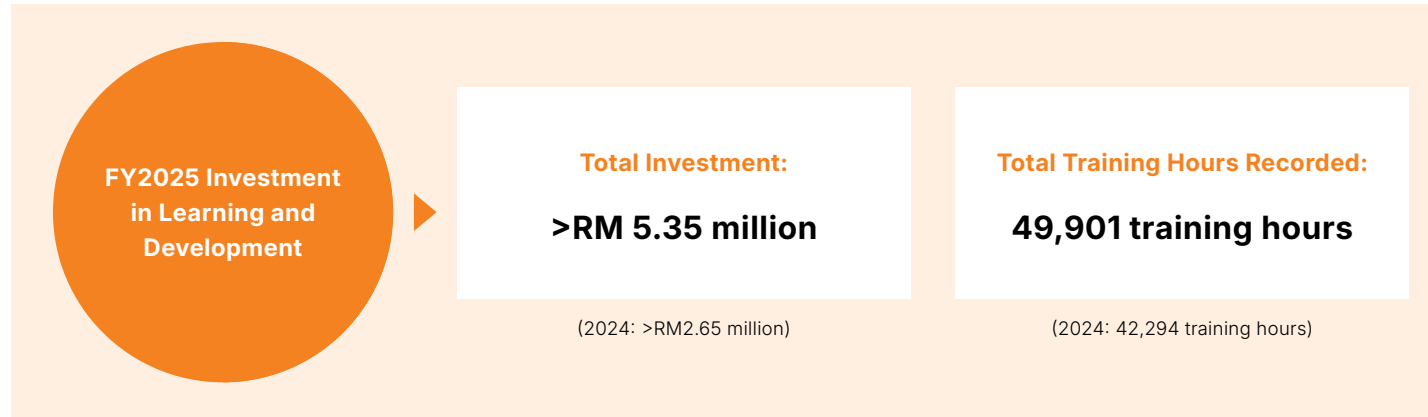 FY2025 Investment
in Learning and
Development
Total Investment:
>RM 5.35 million
(2024: >RM2.65 million)
Total Training Hours Recorded:
49,901 training hours
(2024: 42,294 training hours)